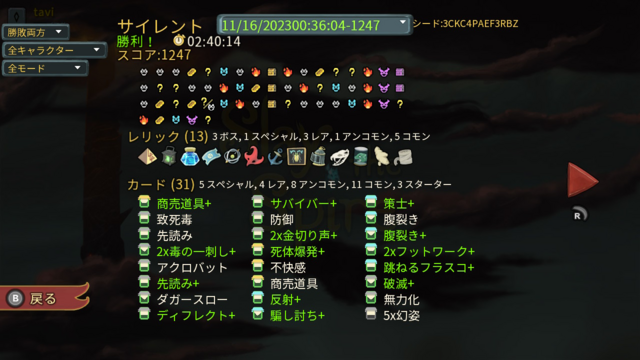 tavi
サイレント
11/16/202300:36:04-1247
シード:3CKC4PAEF3RBZ
勝敗両方
勝利！ 02:40:14
全キャラクター
スコア:1247
全モード
レリック (13) 3ボス, 1スペシャル, 3レア, 1アンコモン, 5コモン
カード (31) 5スペシャル, 4レア, 8アンコモン, 11コモン, 3スターター
商売道具+ サバイバー+ 策士+
致死毒 防御 腹裂き
先読み 2x金切り声+ 腹裂き+
2x毒の一刺し+ 死体爆発+ 2xフットワーク+
アクロバット 不快感 跳ねるフラスコ+
先読み+ 商売道具 破滅+
ダガースロー 反射+ 無力化
ディフレクト+ 騙し討ち+ 5x幻姿
R
B 戻る